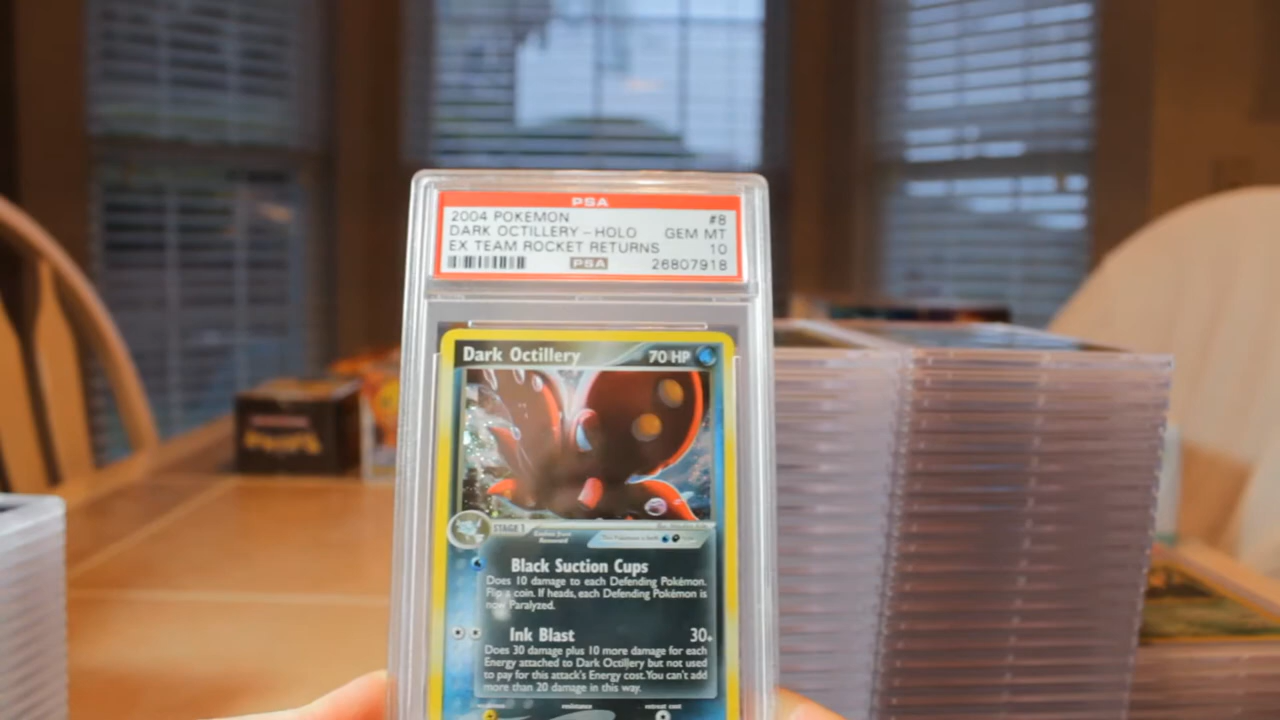 PSA
2004 POKEMON #8
DARK OCTILLERY - HOLO GEM MT
EX TEAM ROCKET RETURNS 10
PSA 26807918
Dark Octillery 70 HP
STAGE 1
Evolves from
Remoraid
Black Suction Cups
Does 10 damage to each Defending Pokémon.
Flip a coin. If heads, each Defending Pokémon is
now Paralyzed.
Ink Blast 30+
Does 30 damage plus 10 more damage for each
Energy attached to Dark Octillery but not used
to pay for this attack's Energy cost. You can't add
more than 20 damage in this way.
weakness resistance retreat cost